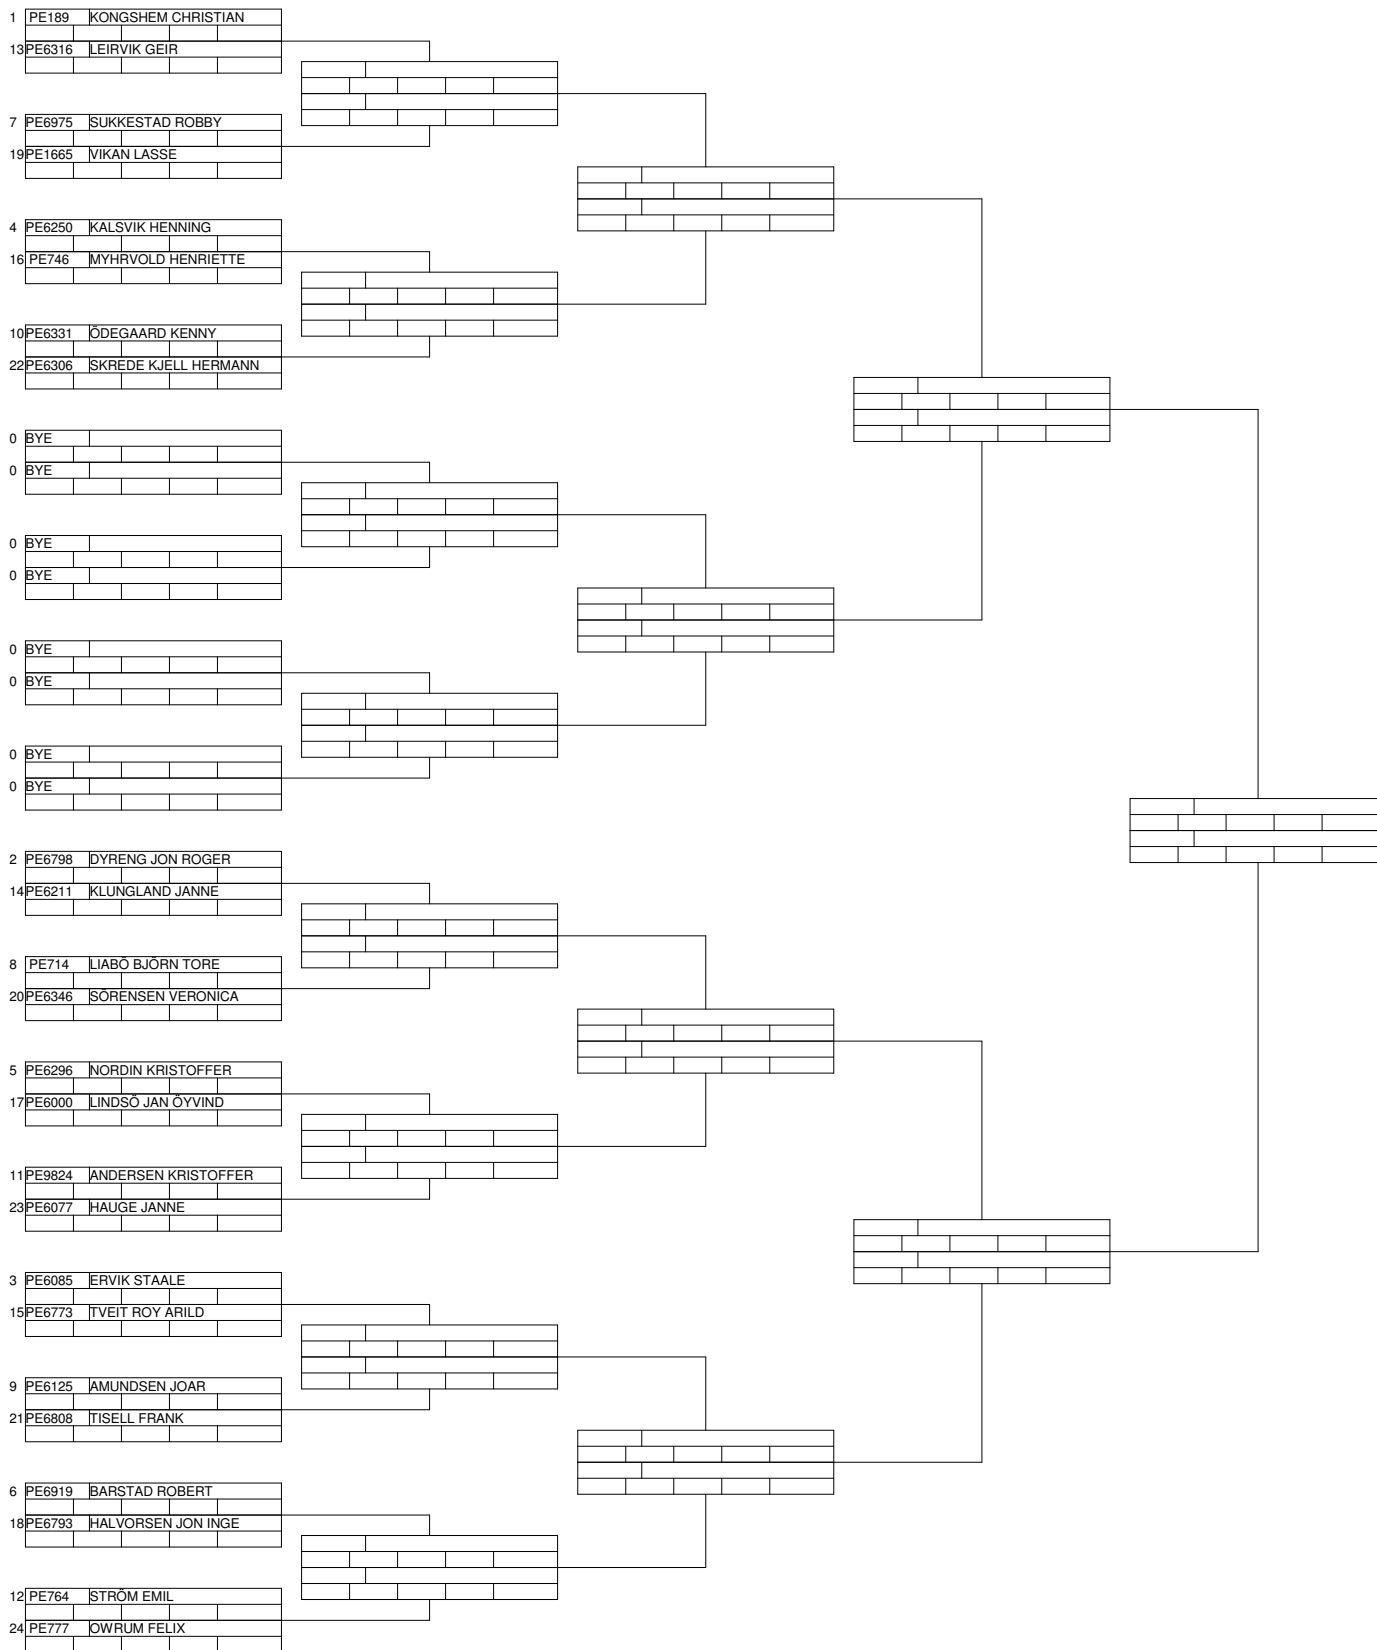 1 PE189 KONGSHEM CHRISTIAN
13 PE6316 LEIRVIK GEIR
7 PE6975 SUKKESTAD ROBBY
19 PE1665 VIKAN LASSE
4 PE6250 KALSVIK HENNING
16 PE746 MYHRVOLD HENRIETTE
10 PE6331 ÖDEGAARD KENNY
22 PE6306 SKREDE KJELL HERMANN
0 BYE
0 BYE
0 BYE
0 BYE
0 BYE
0 BYE
0 BYE
0 BYE
2 PE6798 DYRENG JON ROGER
14 PE6211 KLUNGLAND JANNE
8 PE714 LIABÖ BJÖRN TORE
20 PE6346 SÖRENSEN VERONICA
5 PE6296 NORDIN KRISTOFFER
17 PE6000 LINDSÖ JAN ÖYVIND
11 PE9824 ANDERSEN KRISTOFFER
23 PE6077 HAUGE JANNE
3 PE6085 ERVIK STAALE
15 PE6773 TVEIT ROY ARILD
9 PE6125 AMUNDSEN JOAR
21 PE6808 TISELL FRANK
6 PE6919 BARSTAD ROBERT
18 PE6793 HALVORSEN JON INGE
12 PE764 STRÖM EMIL
24 PE777 OWRUM FELIX